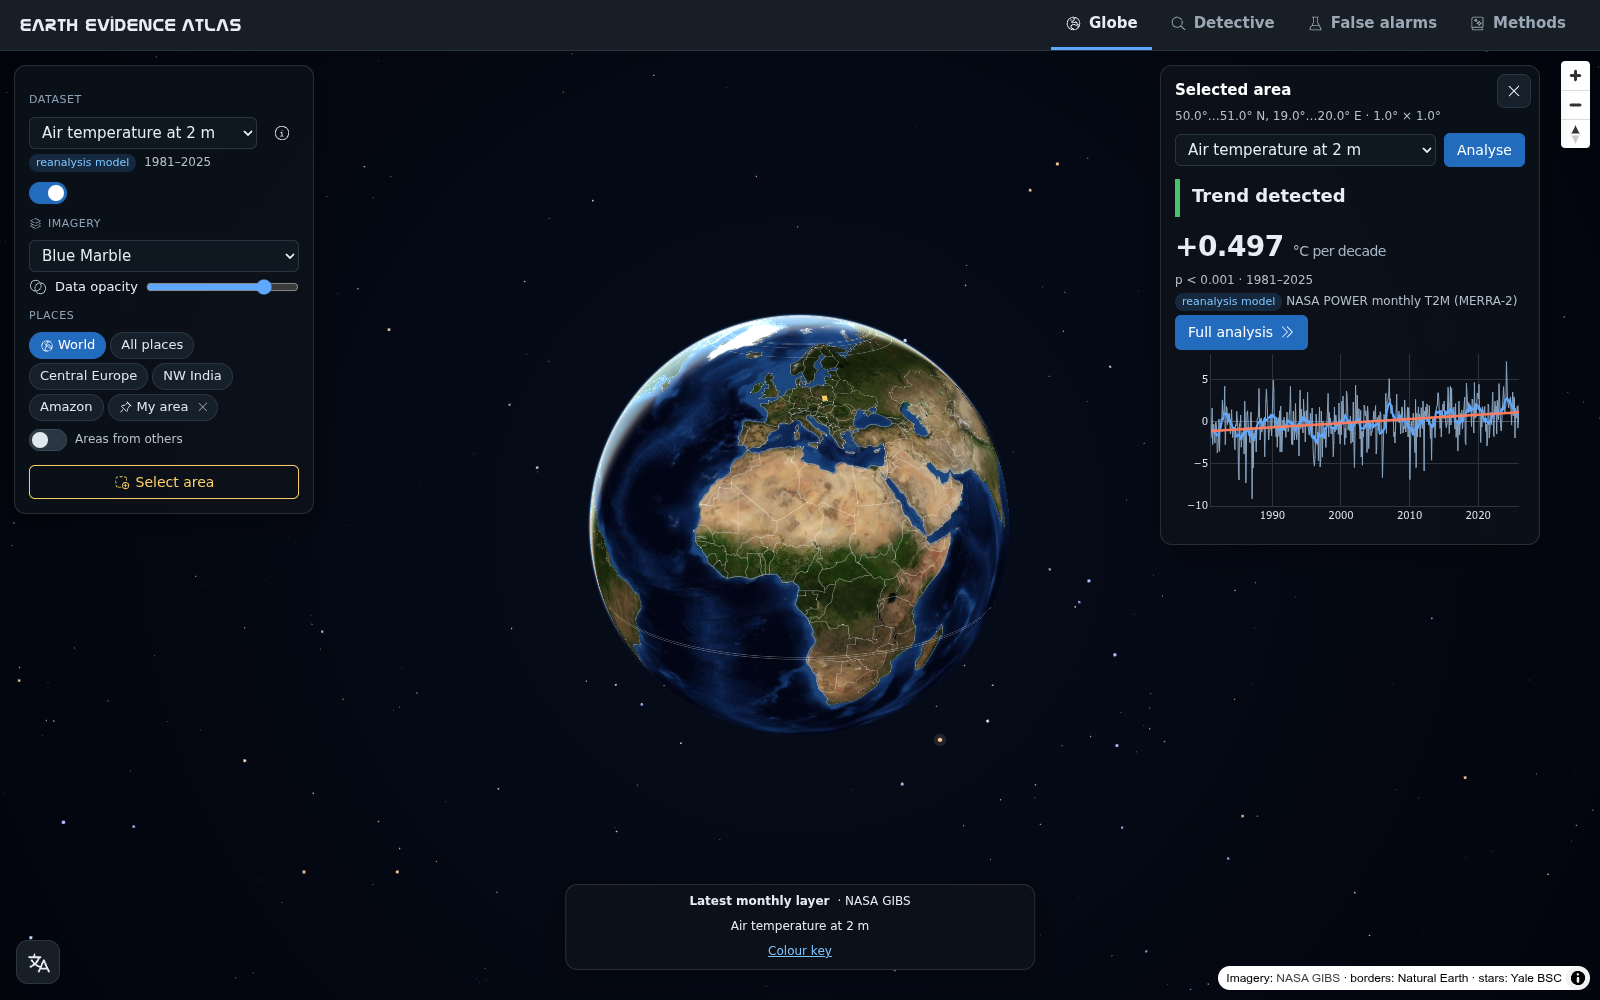 EARTH EVIDENCE ATLAS
Globe
Detective
False alarms
Methods
DATASET
Air temperature at 2 m
reanalysis model 1981–2025
IMAGERY
Blue Marble
Data opacity
PLACES
World All places
Central Europe NW India
Amazon My area
Areas from others
Select area
Selected area
50.0°…51.0° N, 19.0°…20.0° E · 1.0° × 1.0°
Air temperature at 2 m Analyse
Trend detected
+0.497 °C per decade
p < 0.001 · 1981–2025
reanalysis model NASA POWER monthly T2M (MERRA-2)
Full analysis
5
0
−5
−10
1990 2000 2010 2020
Latest monthly layer · NASA GIBS
Air temperature at 2 m
Colour key
Imagery: NASA GIBS · borders: Natural Earth · stars: Yale BSC